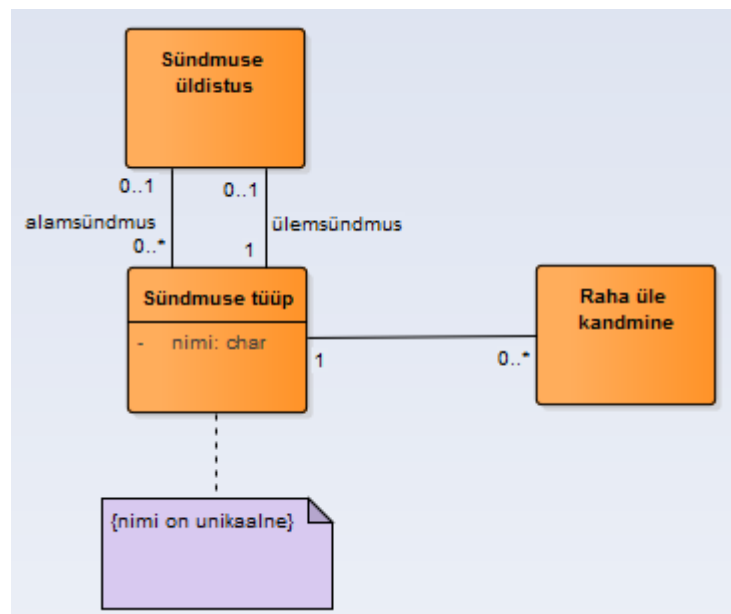 Sündmuse
üldistus
0..1
0..1
alamsündmus
ülemsündmus
0..*
1
Sündmuse tüüp
- nimi: char
1
0..*
Raha üle
kandmine
{nimi on unikaalne}